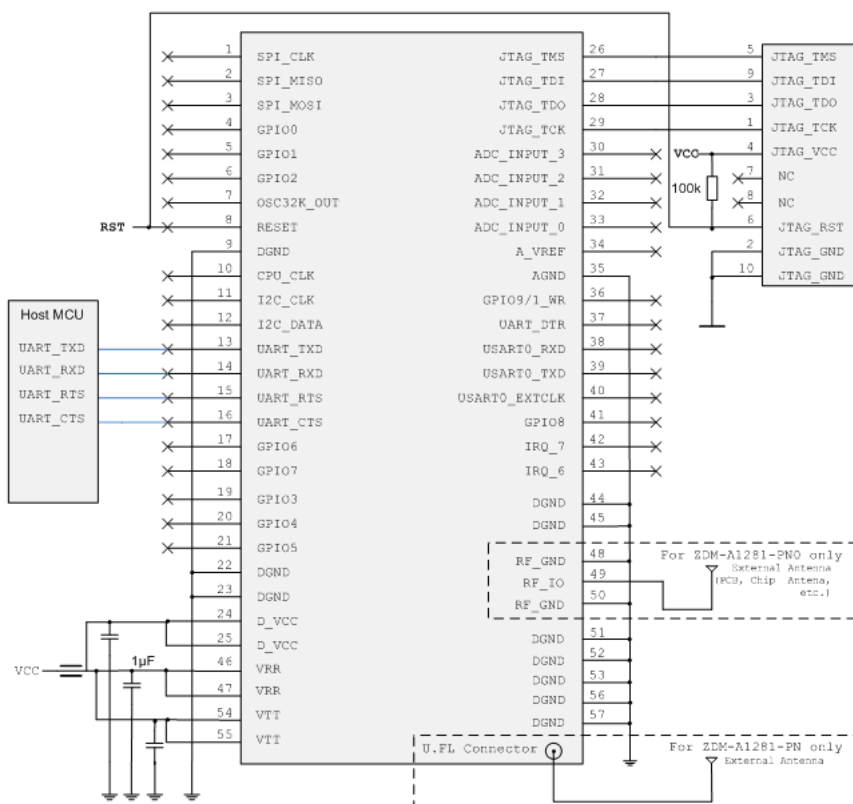 1 SPI_CLK JTAG_TMS 26 5 JTAG_TMS
2 SPI_MISO JTAG_TDI 27 9 JTAG_TDI
3 SPI_MOSI JTAG_TDO 28 3 JTAG_TDO
4 GPIO0 JTAG_TCK 29 1 JTAG_TCK
5 GPIO1 ADC_INPUT_3 30 VCC 4 JTAG_VCC
6 GPIO2 ADC_INPUT_2 31 7 NC
7 OSC32K_OUT ADC_INPUT_1 32 100k 8 NC
RST 8 RESET ADC_INPUT_0 33 6 JTAG_RST
9 DGND A_VREF 34 2 JTAG_GND
10 CPU_CLK AGND 35 10 JTAG_GND
11 I2C_CLK GPIO9/1_WR 36
Host MCU 12 I2C_DATA UART_DTR 37
UART_TXD 13 UART_TXD USART0_RXD 38
UART_RXD 14 UART_RXD USART0_TXD 39
UART_RTS 15 UART_RTS USART0_EXTCLK 40
UART_CTS 16 UART_CTS GPIO8 41
17 GPIO6 IRQ_7 42
18 GPIO7 IRQ_6 43
19 GPIO3 DGND 44
20 GPIO4 DGND 45
21 GPIO5
For ZDM-A1281-PN0 only
22 DGND RF_GND 48 External Antenna
23 DGND RF_IO 49 (PCB, Chip Antena,
etc.)
24 D_VCC RF_GND 50
25 D_VCC DGND 51
VCC 1µF 46 VRR DGND 52
47 VRR DGND 53
54 VTT DGND 56
55 VTT DGND 57
U.FL Connector For ZDM-A1281-PN only
External Antenna